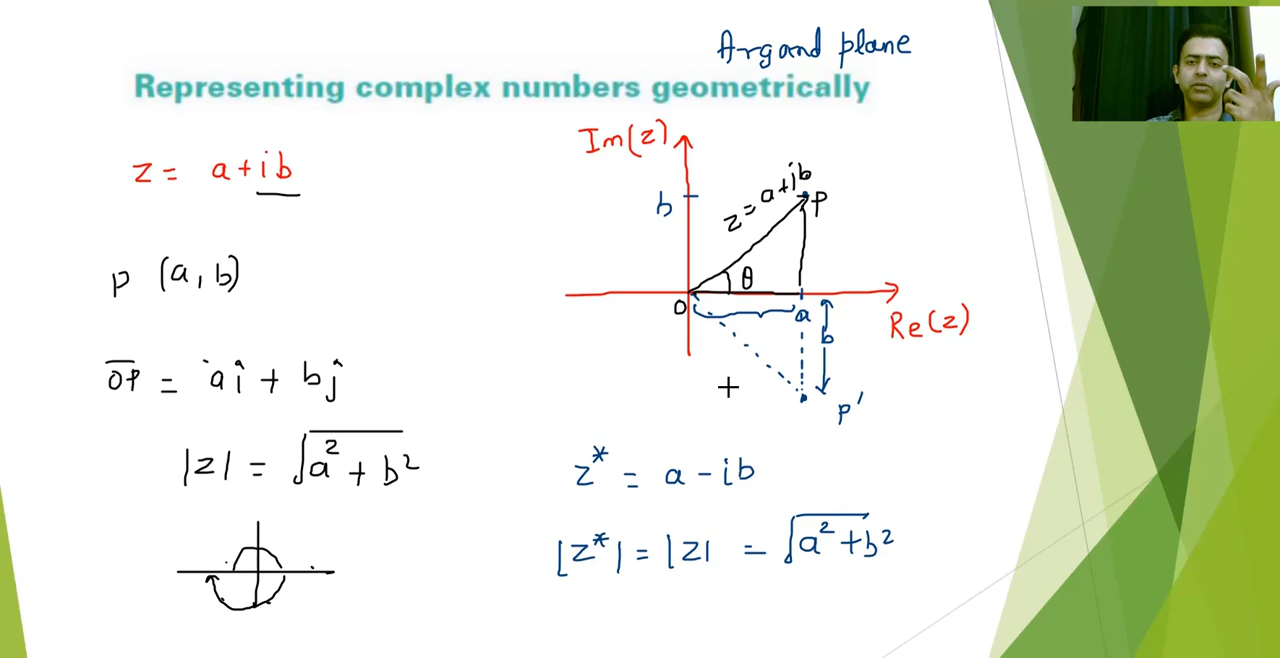 Argand plane
Representing complex numbers geometrically
z = a + ib
P (a, b)
OP = ai + bj
|z| = √a² + b²
Im(z)
b
z = a + ib
P
θ
O
a
Re(z)
b
P'
+
z* = a - ib
|z*| = |z| = √a² + b²